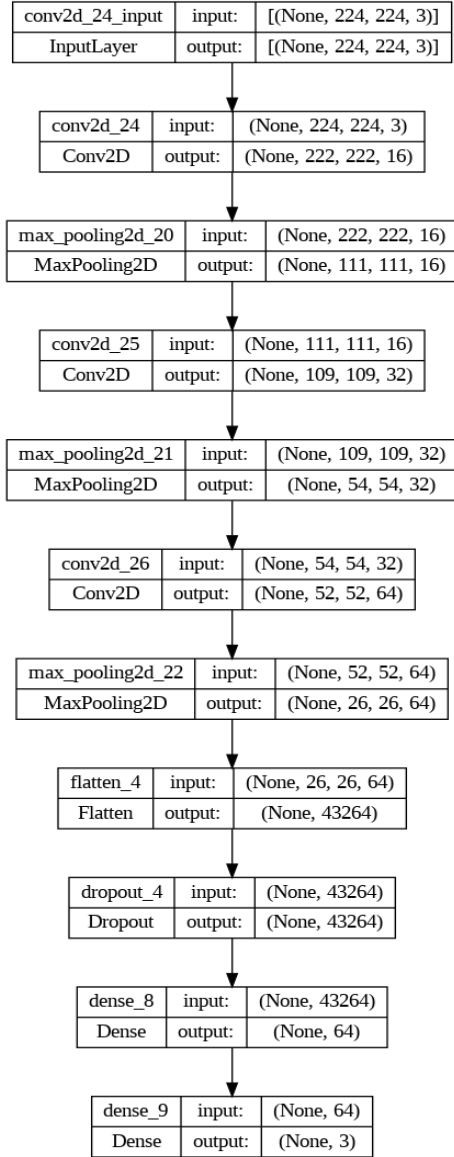 conv2d_24_input input: [(None, 224, 224, 3)]
InputLayer output: [(None, 224, 224, 3)]
conv2d_24 input: (None, 224, 224, 3)
Conv2D output: (None, 222, 222, 16)
max_pooling2d_20 input: (None, 222, 222, 16)
MaxPooling2D output: (None, 111, 111, 16)
conv2d_25 input: (None, 111, 111, 16)
Conv2D output: (None, 109, 109, 32)
max_pooling2d_21 input: (None, 109, 109, 32)
MaxPooling2D output: (None, 54, 54, 32)
conv2d_26 input: (None, 54, 54, 32)
Conv2D output: (None, 52, 52, 64)
max_pooling2d_22 input: (None, 52, 52, 64)
MaxPooling2D output: (None, 26, 26, 64)
flatten_4 input: (None, 26, 26, 64)
Flatten output: (None, 43264)
dropout_4 input: (None, 43264)
Dropout output: (None, 43264)
dense_8 input: (None, 43264)
Dense output: (None, 64)
dense_9 input: (None, 64)
Dense output: (None, 3)